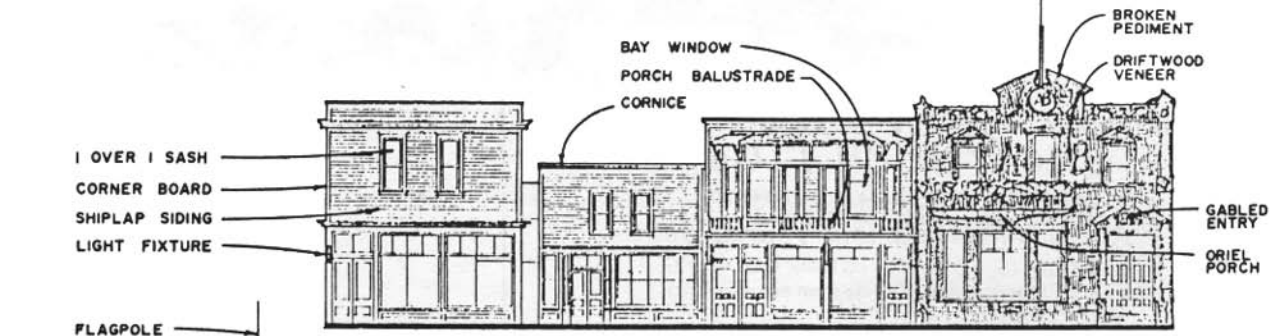 BROKEN
PEDIMENT
BAY WINDOW
PORCH BALUSTRADE
CORNICE
DRIFTWOOD
VENEER
I OVER I SASH
CORNER BOARD
SHIPLAP SIDING
LIGHT FIXTURE
FLAGPOLE
GABLED
ENTRY
ORIEL
PORCH